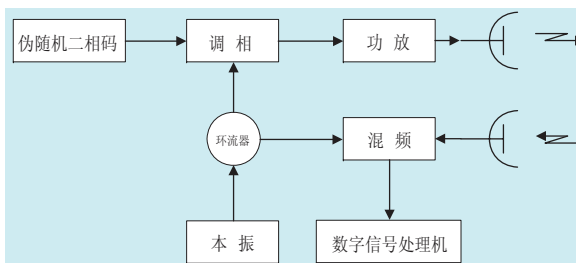 伪随机二相码
调 相
功 放
环流器
混 频
本 振
数字信号处理机